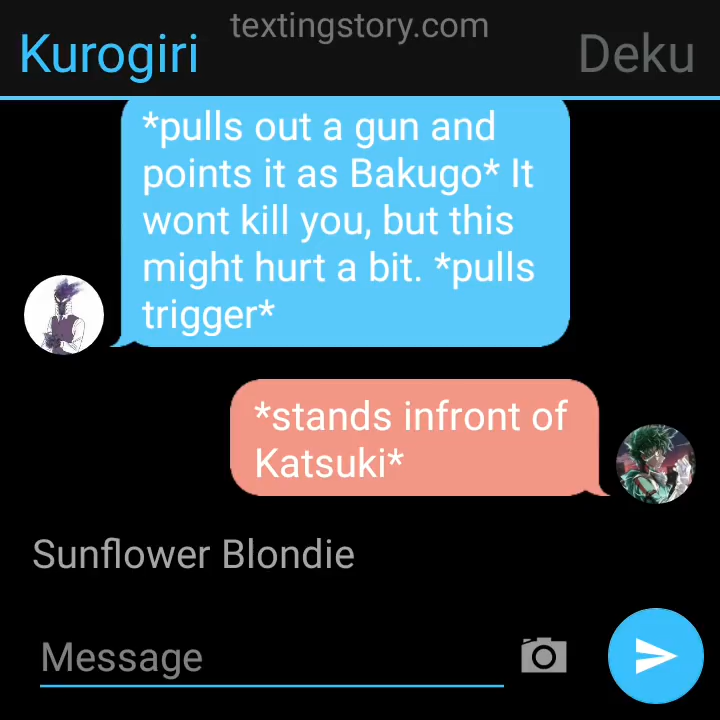 textingstory.com
Kurogiri
Deku
*pulls out a gun and
points it as Bakugo* It
wont kill you, but this
might hurt a bit. *pulls
trigger*
*stands infront of
Katsuki*
Sunflower Blondie
Message